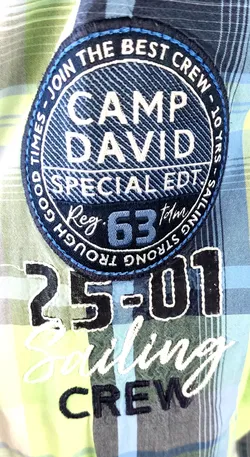 JOIN THE BEST CREW - 10 YRS - SAILING STRONG TROUGH GOOD TIMES -
CAMP
DAVID
SPECIAL EDT
Reg 63 tdm
25-01
Sailing
CREW